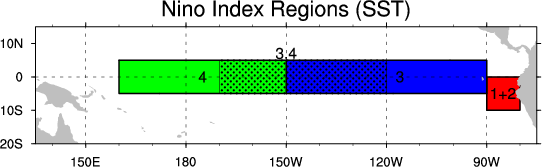 Nino Index Regions (SST)
10N
3.4
0
4
3
10S
1+2
20S
150E
180
150W
120W
90W